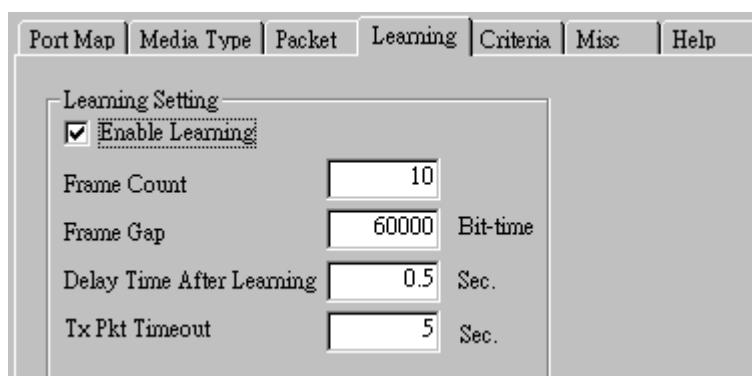 Port Map Media Type Packet Learning Criteria Misc Help
Learning Setting
Enable Learning
Frame Count 10
Frame Gap 60000 Bit-time
Delay Time After Learning 0.5 Sec.
Tx Pkt Timeout 5 Sec.